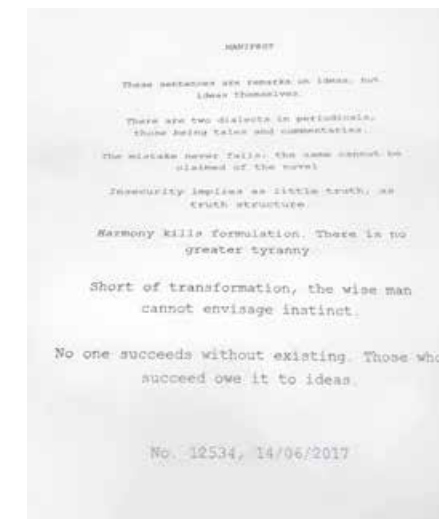 MANIFEST
These sentences are remarks on ideas, not
ideas themselves.
There are two dialects in periodicals,
those being tales and commentaries.
The mistake never fails; the same cannot be
claimed of the novel
Insecurity implies as little truth, as
truth structure
Harmony kills formulation. There is no
greater tyranny
Short of transformation, the wise man
cannot envisage instinct.
No one succeeds without existing. Those who
succeed owe it to ideas.
No. 12534, 14/06/2017